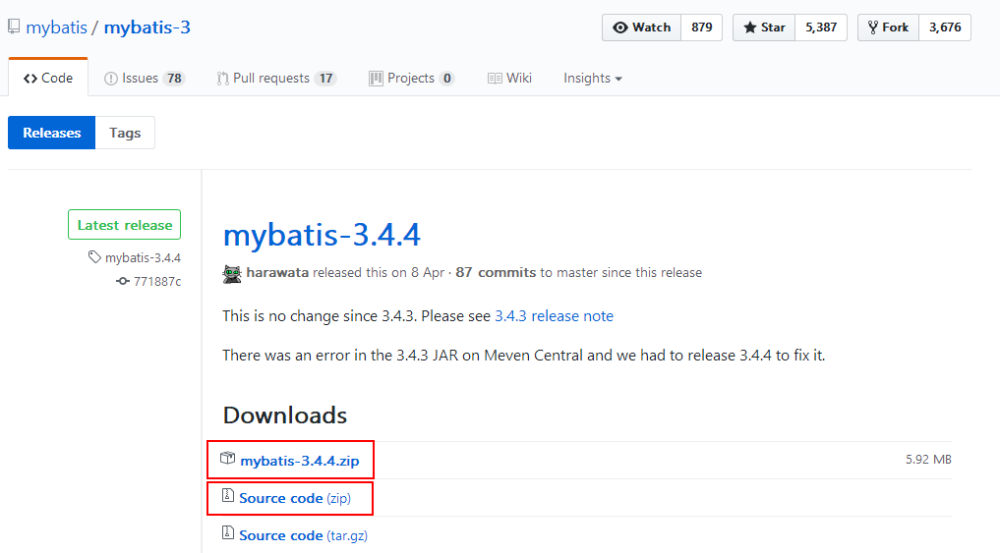 mybatis / mybatis-3
Watch 879 Star 5,387 Fork 3,676
Code Issues 78 Pull requests 17 Projects 0 Wiki Insights
Releases Tags
Latest release
mybatis-3.4.4
771887c
mybatis-3.4.4
harawata released this on 8 Apr · 87 commits to master since this release
This is no change since 3.4.3. Please see 3.4.3 release note
There was an error in the 3.4.3 JAR on Meven Central and we had to release 3.4.4 to fix it.
Downloads
mybatis-3.4.4.zip 5.92 MB
Source code (zip)
Source code (tar.gz)